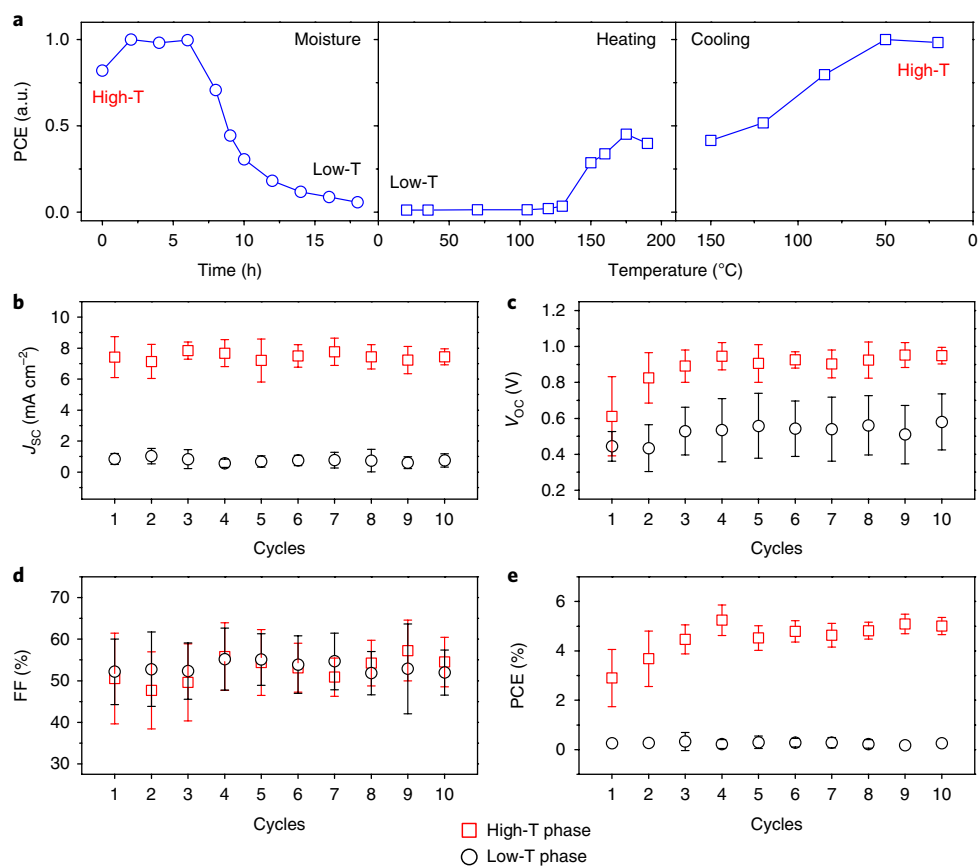 a
1.0
0.5
0.0
PCE (a.u.)
Moisture
High-T
Low-T
Heating
Low-T
Cooling
High-T
0 5 10 15
0 50 100 150 200
150 100 50 0
Time (h)
Temperature (°C)
b
10
8
6
4
2
0
J_SC (mA cm⁻²)
1 2 3 4 5 6 7 8 9 10
Cycles
c
1.2
1.0
0.8
0.6
0.4
0.2
V_OC (V)
1 2 3 4 5 6 7 8 9 10
Cycles
d
70
60
50
40
30
FF (%)
1 2 3 4 5 6 7 8 9 10
Cycles
e
6
4
2
0
PCE (%)
1 2 3 4 5 6 7 8 9 10
Cycles
High-T phase
Low-T phase